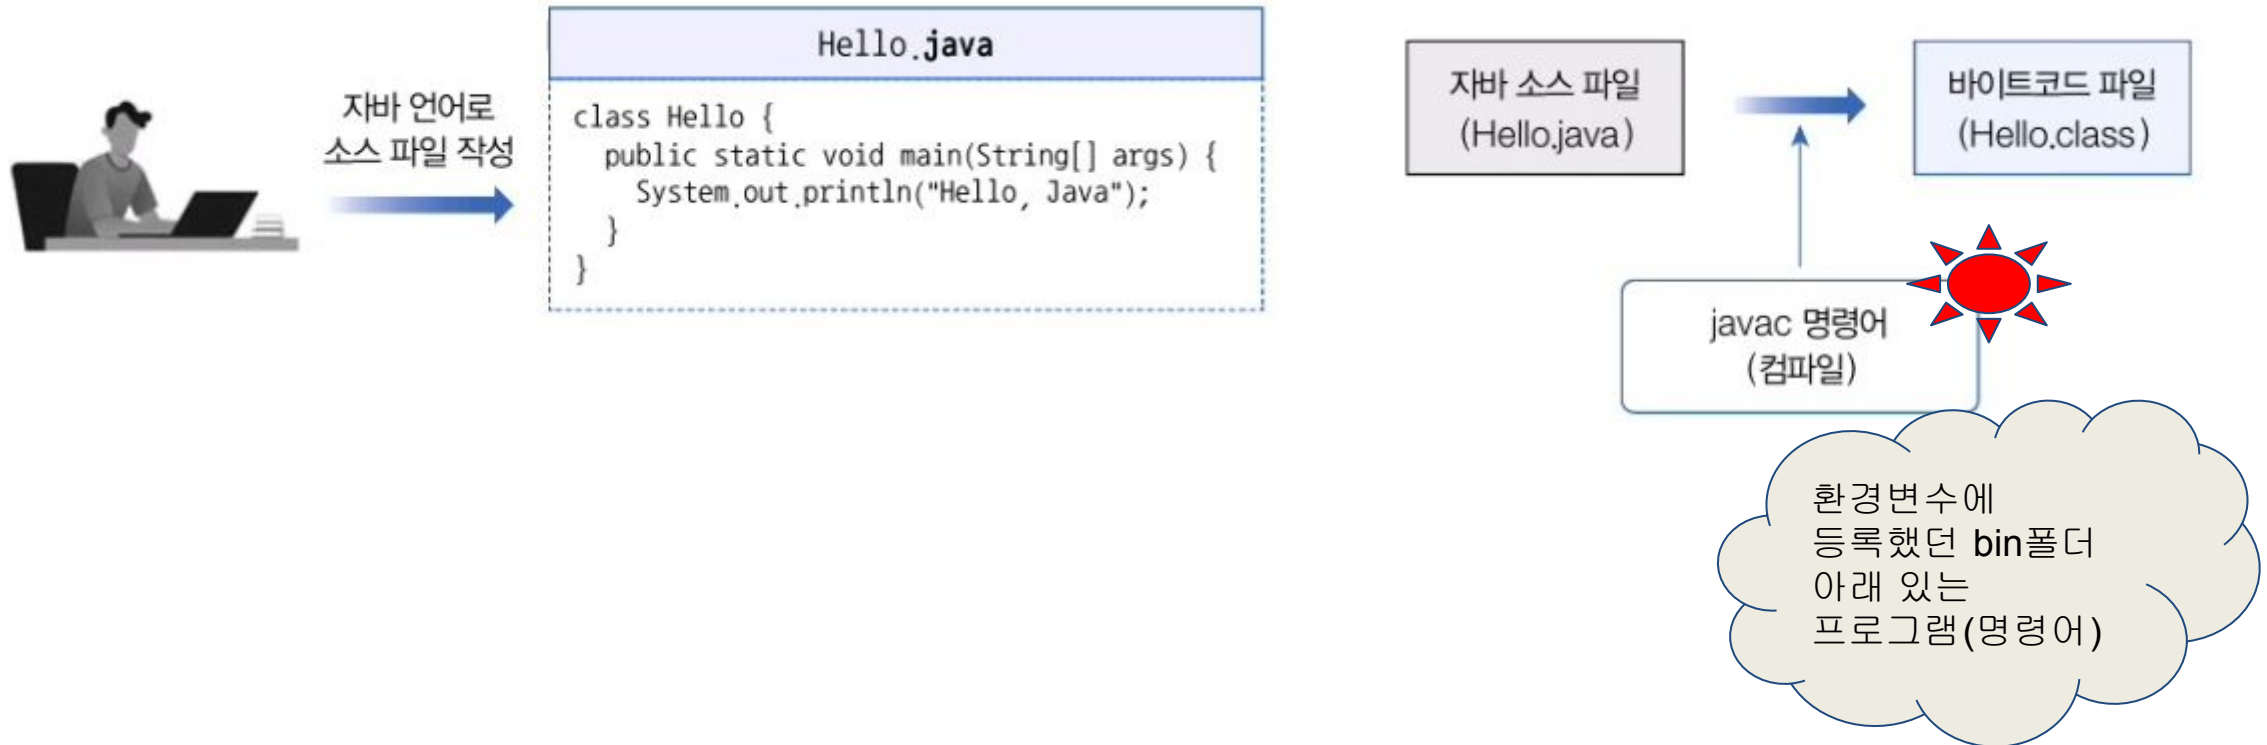 자바 언어로
소스 파일 작성
Hello.java
class Hello {
public static void main(String[] args) {
System.out.println("Hello, Java");
}
}
자바 소스 파일
(Hello.java)
바이트코드 파일
(Hello.class)
javac 명령어
(컴파일)
환경변수에
등록했던 bin폴더
아래 있는
프로그램(명령어)